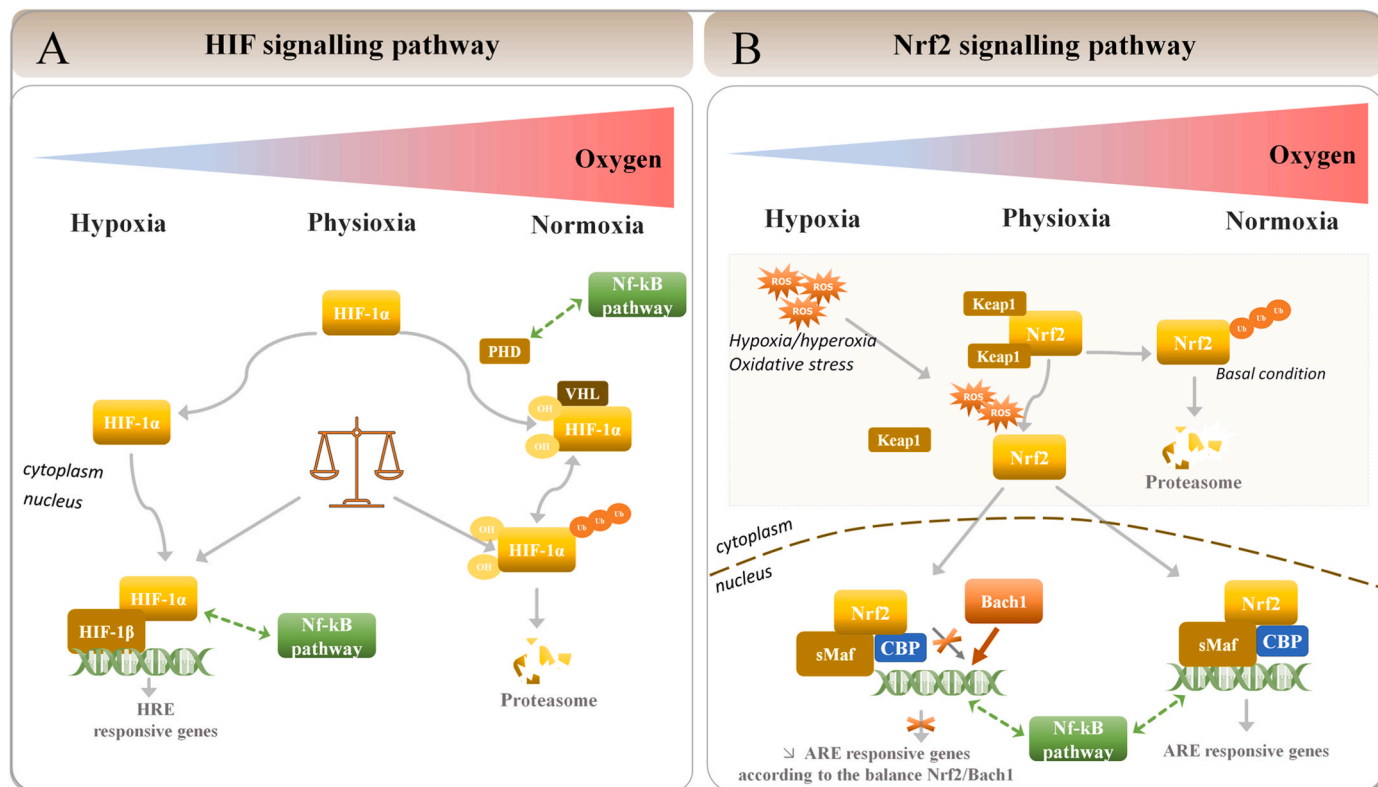 A
HIF signalling pathway
Oxygen
Hypoxia
Physioxia
Normoxia
Nf-kB
pathway
HIF-1α
PHD
VHL
OH
HIF-1α
OH
HIF-1α
cytoplasm
nucleus
OH
Ub
Ub
Ub
HIF-1α
OH
HIF-1α
HIF-1β
Nf-kB
pathway
HRE
responsive genes
Proteasome
B
Nrf2 signalling pathway
Oxygen
Hypoxia
Physioxia
Normoxia
ROS
ROS
ROS
Hypoxia/hyperoxia
Oxidative stress
Keap1
Nrf2
Keap1
Ub
Ub
Ub
Nrf2
Basal condition
ROS
ROS
Keap1
Nrf2
Proteasome
cytoplasm
nucleus
Nrf2
sMaf
CBP
Bach1
Nrf2
sMaf
CBP
Nf-kB
pathway
↘ ARE responsive genes
according to the balance Nrf2/Bach1
ARE responsive genes